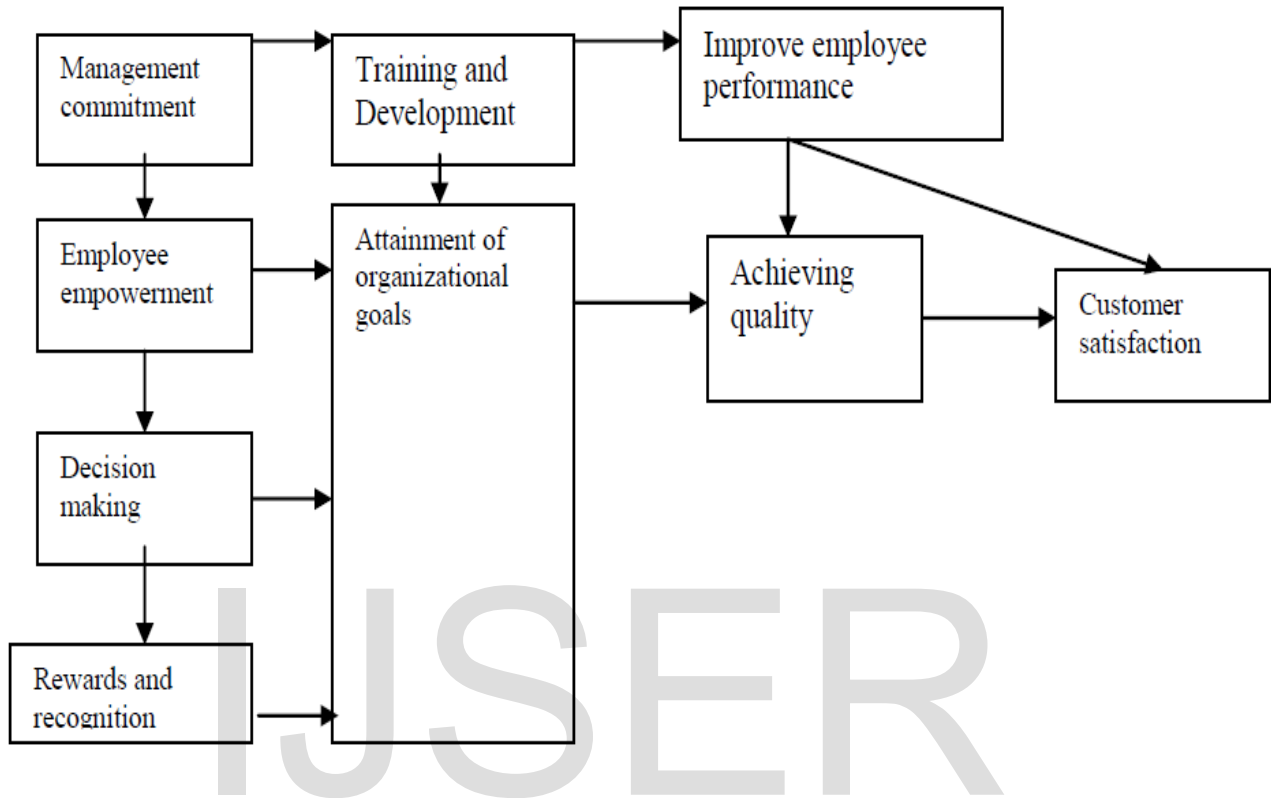 Management
commitment
Training and
Development
Improve employee
performance
Employee
empowerment
Attainment of
organizational
goals
Achieving
quality
Customer
satisfaction
Decision
making
Rewards and
recognition
IJSER